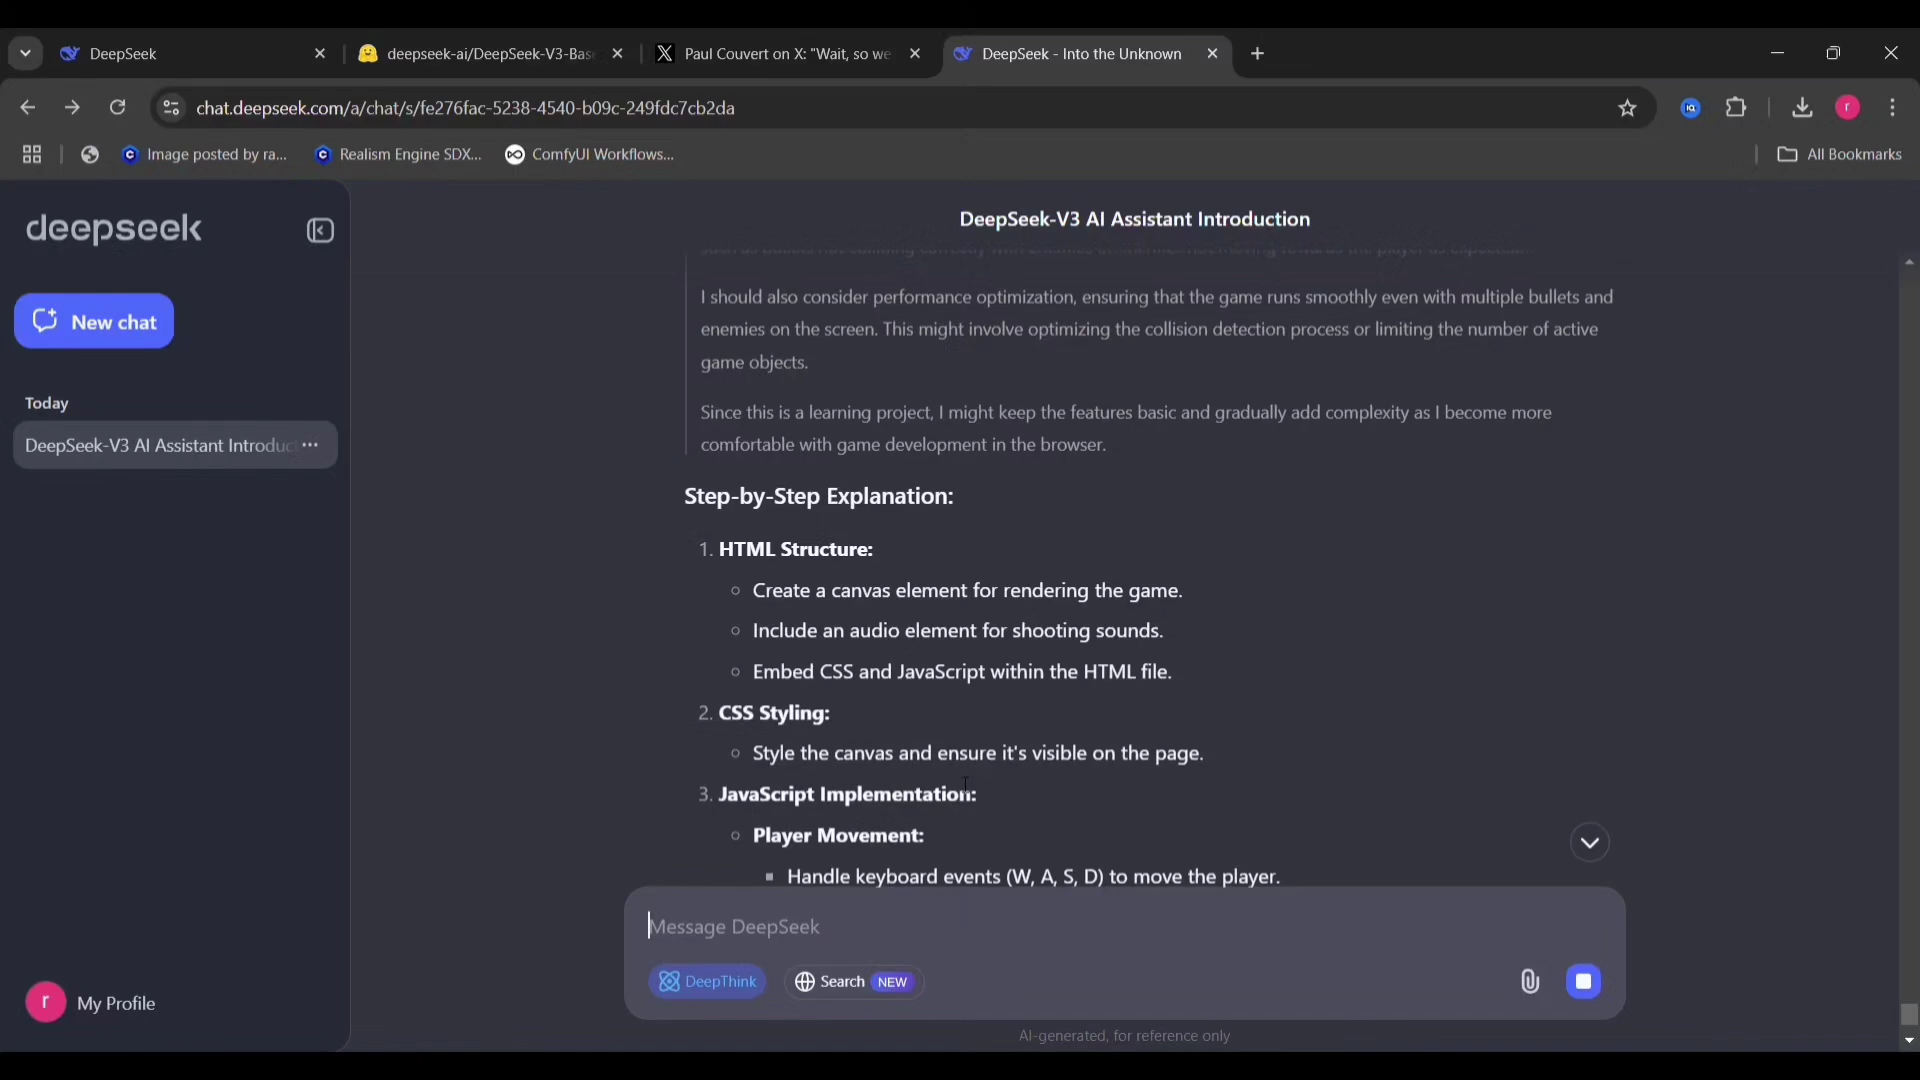 DeepSeek
deepseek-ai/DeepSeek-V3-Bas
Paul Couvert on X: "Wait, so we
DeepSeek - Into the Unknown
chat.deepseek.com/a/chat/s/fe276fac-5238-4540-b09c-249fdc7cb2da
r
Image posted by ra...
Realism Engine SDX...
ComfyUI Workflows...
All Bookmarks
deepseek
New chat
Today
DeepSeek-V3 AI Assistant Introduc
r
My Profile
DeepSeek-V3 AI Assistant Introduction
I should also consider performance optimization, ensuring that the game runs smoothly even with multiple bullets and
enemies on the screen. This might involve optimizing the collision detection process or limiting the number of active
game objects.
Since this is a learning project, I might keep the features basic and gradually add complexity as I become more
comfortable with game development in the browser.
Step-by-Step Explanation:
1. HTML Structure:
Create a canvas element for rendering the game.
Include an audio element for shooting sounds.
Embed CSS and JavaScript within the HTML file.
2. CSS Styling:
Style the canvas and ensure it's visible on the page.
3. JavaScript Implementation:
Player Movement:
Handle keyboard events (W, A, S, D) to move the player.
Message DeepSeek
DeepThink
Search NEW
AI-generated, for reference only